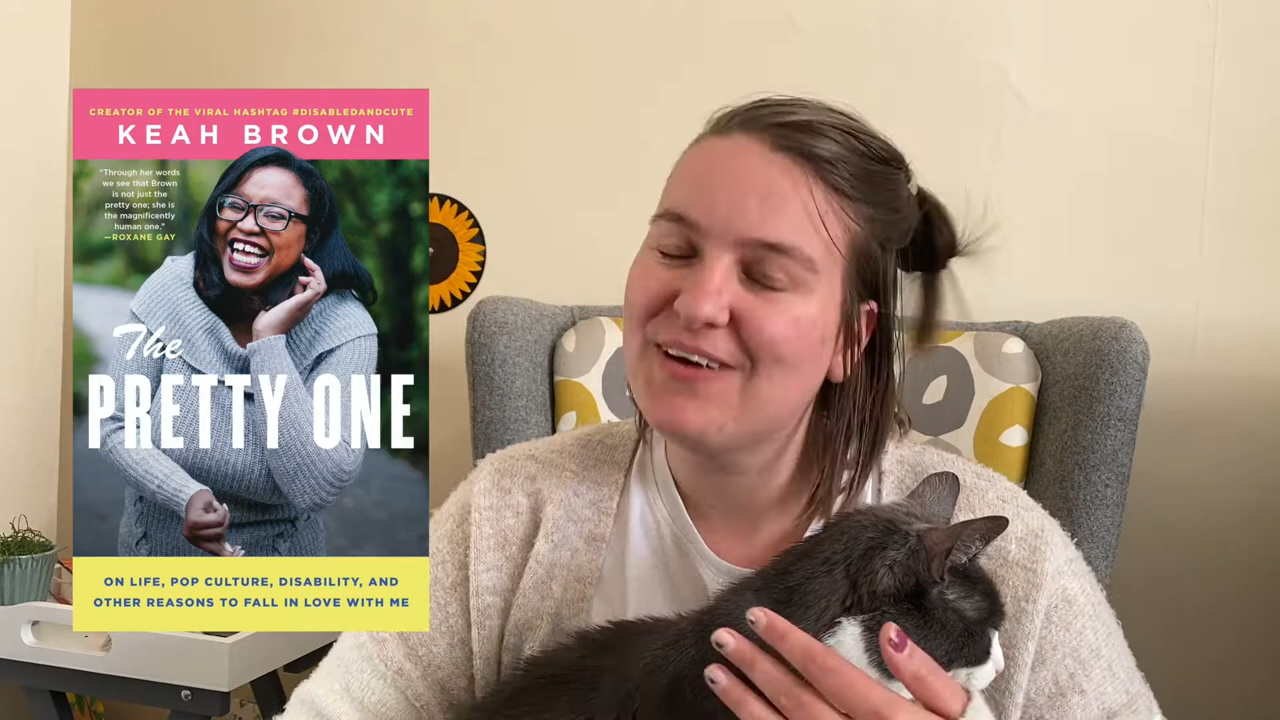 CREATOR OF THE VIRAL HASHTAG #DISABLEDANDCUTE
KEAH BROWN
"Through her words
we see that Brown
is not just the
pretty one; she is
the magnificently
human one."
—ROXANE GAY
The
PRETTY ONE
ON LIFE, POP CULTURE, DISABILITY, AND
OTHER REASONS TO FALL IN LOVE WITH ME